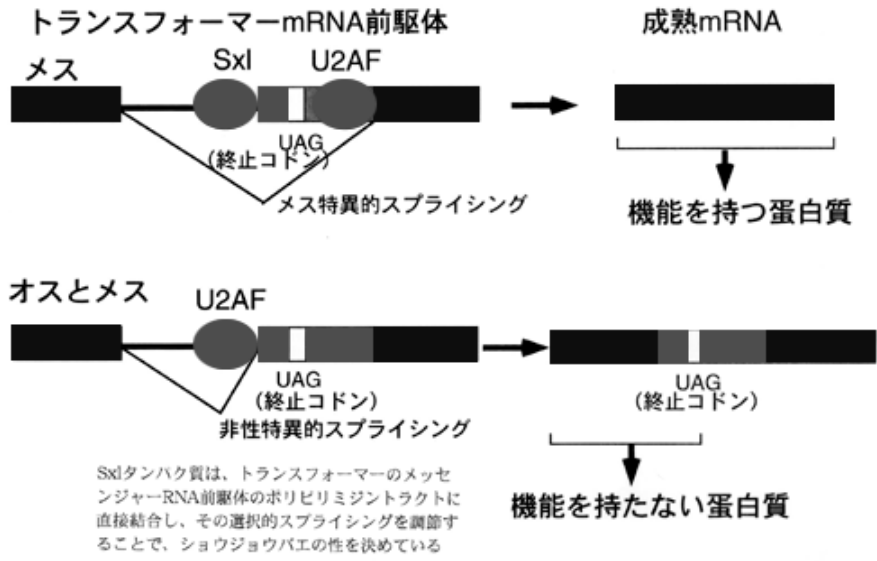 トランスフォーマーmRNA前駆体
成熟mRNA
メス
Sxl
U2AF
UAG
(終止コドン)
メス特異的スプライシング
機能を持つ蛋白質
オスとメス
U2AF
UAG
(終止コドン)
非性特異的スプライシング
UAG
(終止コドン)
機能を持たない蛋白質
Sxlタンパク質は、トランスフォーマーのメッセ
ンジャーRNA前駆体のポリピリミジントラクトに
直接結合し、その選択的スプライシングを調節す
ることで、ショウジョウバエの性を決めている